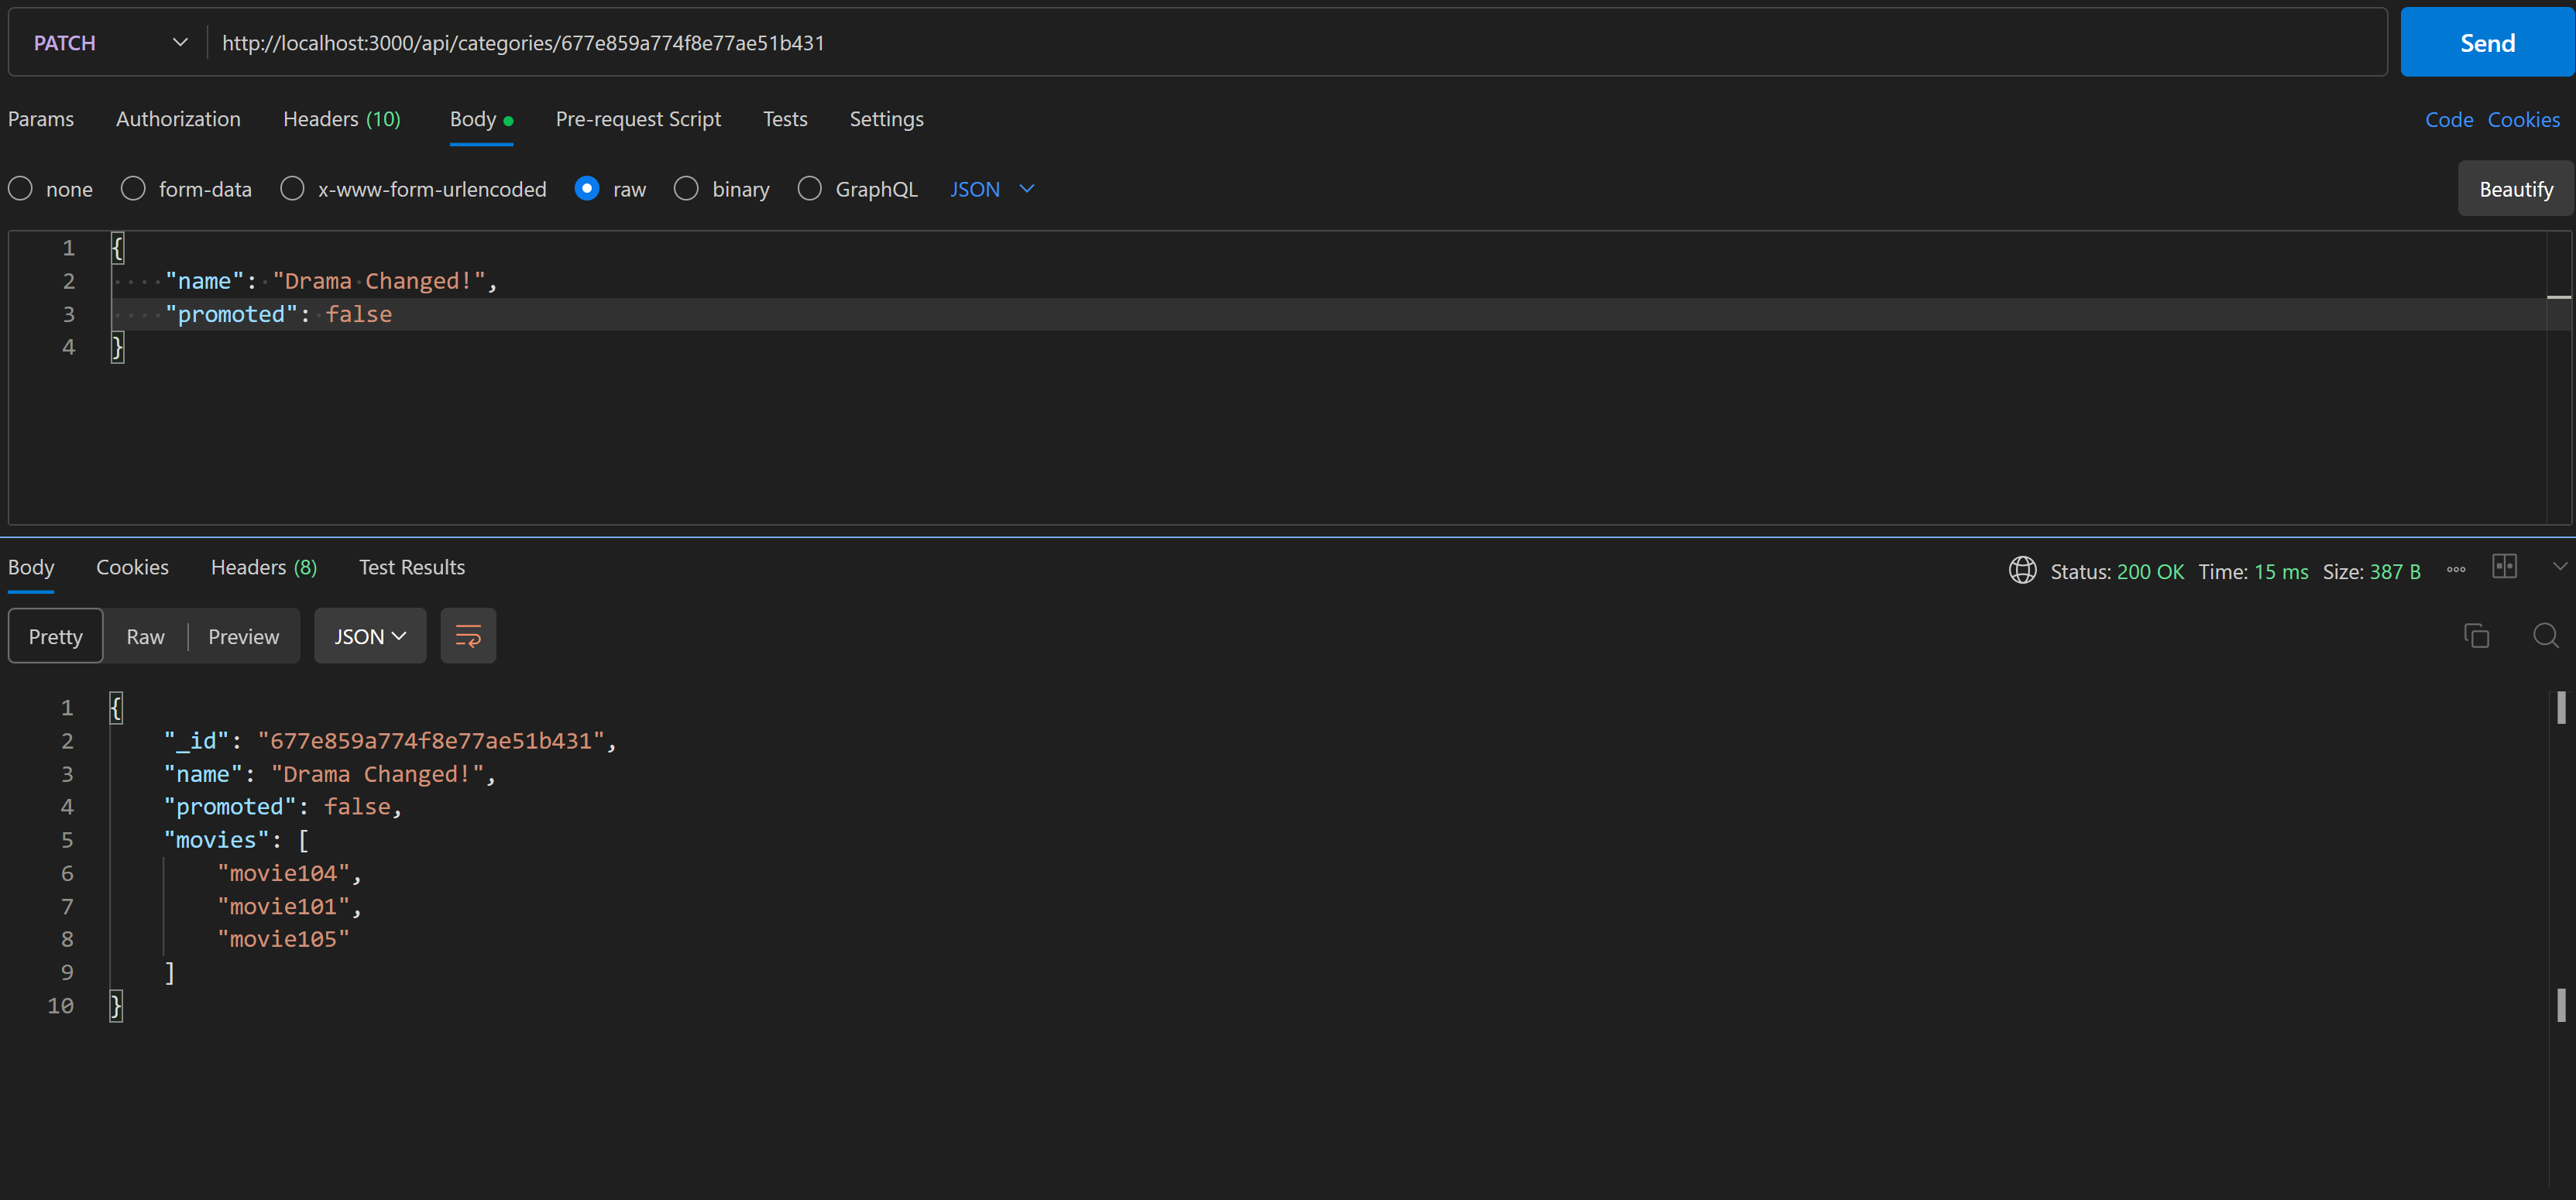 PATCH http://localhost:3000/api/categories/677e859a774f8e77ae51b431 Send
Params Authorization Headers (10) Body Pre-request Script Tests Settings Code Cookies
none form-data x-www-form-urlencoded raw binary GraphQL JSON Beautify
1 {
2 "name": "Drama Changed!",
3 "promoted": false
4 }
Body Cookies Headers (8) Test Results Status: 200 OK Time: 15 ms Size: 387 B
Pretty Raw Preview JSON
1 {
2 "_id": "677e859a774f8e77ae51b431",
3 "name": "Drama Changed!",
4 "promoted": false,
5 "movies": [
6 "movie104",
7 "movie101",
8 "movie105"
9 ]
10 }